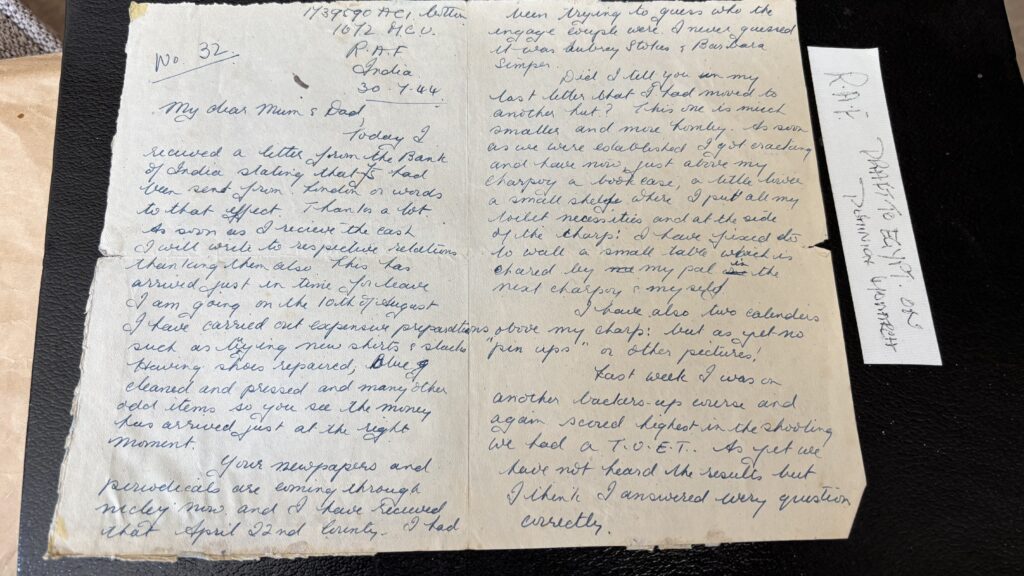 No. 32.
1739590 AC1
1672 M.C.U.
R.A.F
India
30-7-44
My dear Mum & Dad,
Today I
received a letter from the Bank
of India stating that £5 had
been sent from London or words
to that effect. Thanks a lot.
As soon as I recieve the cash
I will write to respective relations
thanking them also. This has
arrived just in time for leave
I am going on the 10th of August
I have carried out expensive preparations
such as buying new shirts & slacks
Having shoes repaired, Blue g
cleaned and pressed and many other
odd items so you see the money
has arrived just at the right
moment.
Your newspapers and
periodicals are coming through
nicley now and I have received
that April 22nd County. I had
been trying to guess who the
engage couple were. I never guessed
it was Aubrey Stokes & Barbara
Simper.
Did I tell you in my
last letter that I had moved to
another hut? This one is much
smaller and more homley. As soon
as we were established I got cracking
and have now, just above my
charpoy a book case, a little lower
a small shelf where I put all my
toilet necessities and at the side
of the charp: I have fixed to
to wall a small table which is
chared by my pal in the
next charpoy & myself
I have also two calenders
above my charp: but as yet no
"pin ups" or other pictures!
Last week I was on
another backers-up course and
again scored highest in the shooting
we had a T.O.E.T. As yet we
have not heard the results but
I think I answered every question
correctly.
RAF